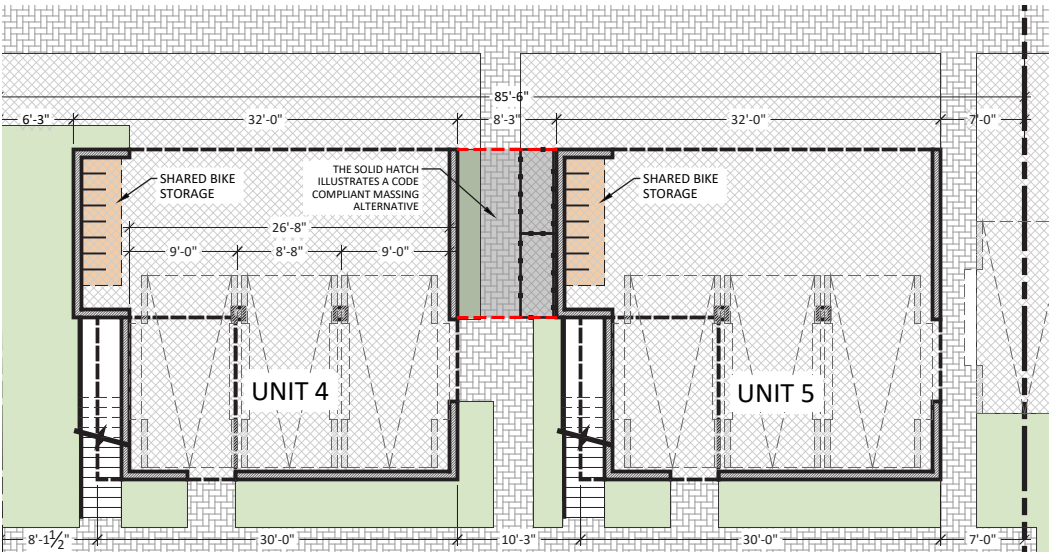 85'-6"
6'-3"
32'-0"
8'-3"
32'-0"
7'-0"
SHARED BIKE
STORAGE
THE SOLID HATCH
ILLUSTRATES A CODE
COMPLIANT MASSING
ALTERNATIVE
SHARED BIKE
STORAGE
26'-8"
9'-0"
8'-8"
9'-0"
UNIT 4
UNIT 5
8'-1½"
30'-0"
10'-3"
30'-0"
7'-0"